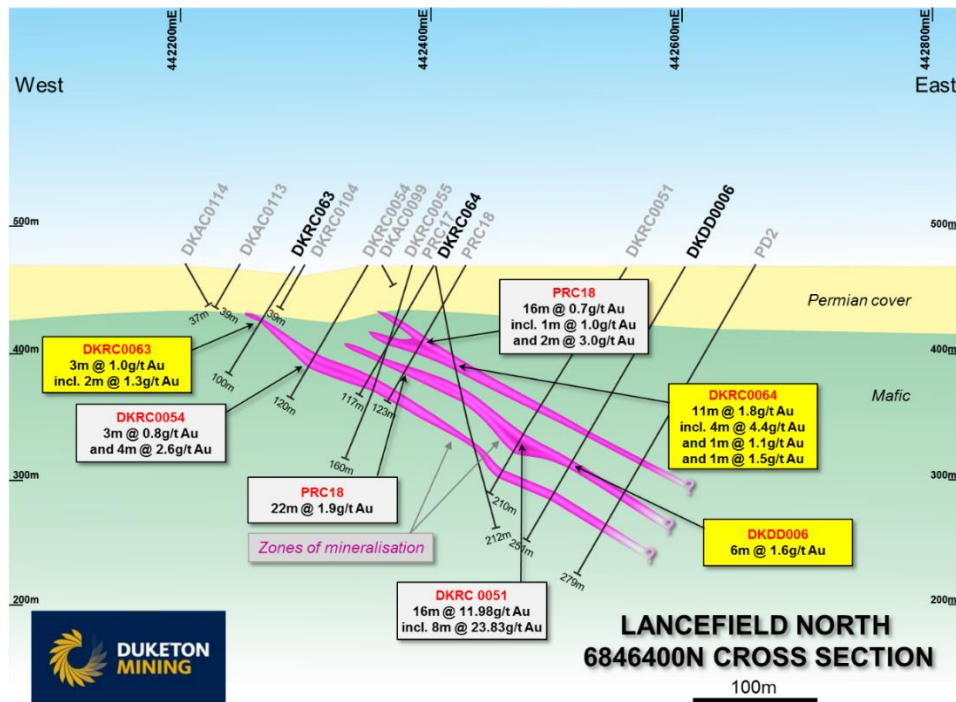 442200mE
442400mE
442600mE
442800mE
West
East
500m
500m
DKAC0114
DKAC0113
DKRC063
DKRC0104
DKRC0054
DKAC0099
DKRC0055
PRC17
DKRC064
PRC18
DKRC0051
DKDD0006
PD2
Permian cover
37m
39m
39m
PRC18
16m @ 0.7g/t Au
incl. 1m @ 1.0g/t Au
and 2m @ 3.0g/t Au
400m
400m
DKRC0063
3m @ 1.0g/t Au
incl. 2m @ 1.3g/t Au
100m
120m
117m
123m
Mafic
DKRC0064
11m @ 1.8g/t Au
incl. 4m @ 4.4g/t Au
and 1m @ 1.1g/t Au
and 1m @ 1.5g/t Au
DKRC0054
3m @ 0.8g/t Au
and 4m @ 2.6g/t Au
160m
300m
300m
PRC18
22m @ 1.9g/t Au
210m
212m
251m
279m
Zones of mineralisation
DKDD006
6m @ 1.6g/t Au
DKRC 0051
16m @ 11.98g/t Au
incl. 8m @ 23.83g/t Au
200m
200m
DUKETON
MINING
LANCEFIELD NORTH
6846400N CROSS SECTION
100m